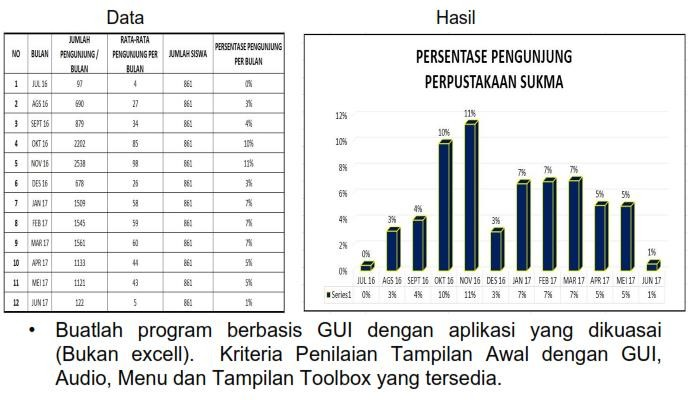 Data
Hasil
NO BULAN JUMLAH PENGUNJUNG / BULAN RATA-RATA PENGUNJUNG PER BULAN JUMLAH SISWA PERSENTASE PENGUNJUNG PER BULAN
1 JUL 16 97 4 861 0%
2 AGS 16 690 27 861 3%
3 SEPT 16 879 34 861 4%
4 OKT 16 2202 85 861 10%
5 NOV 16 2538 98 861 11%
6 DES 16 678 26 861 3%
7 JAN 17 1509 58 861 7%
8 FEB 17 1545 59 861 7%
9 MAR 17 1561 60 861 7%
10 APR 17 1133 44 861 5%
11 MEI 17 1121 43 861 5%
12 JUN 17 122 5 861 1%
PERSENTASE PENGUNJUNG
PERPUSTAKAAN SUKMA
12%
10%
8%
6%
4%
2%
0%
0% 3% 4% 10% 11% 3% 7% 7% 7% 5% 5% 1%
JUL 16 AGS 16 SEPT 16 OKT 16 NOV 16 DES 16 JAN 17 FEB 17 MAR 17 APR 17 MEI 17 JUN 17
Series1 0% 3% 4% 10% 11% 3% 7% 7% 7% 5% 5% 1%
• Buatlah program berbasis GUI dengan aplikasi yang dikuasai
(Bukan excell). Kriteria Penilaian Tampilan Awal dengan GUI,
Audio, Menu dan Tampilan Toolbox yang tersedia.